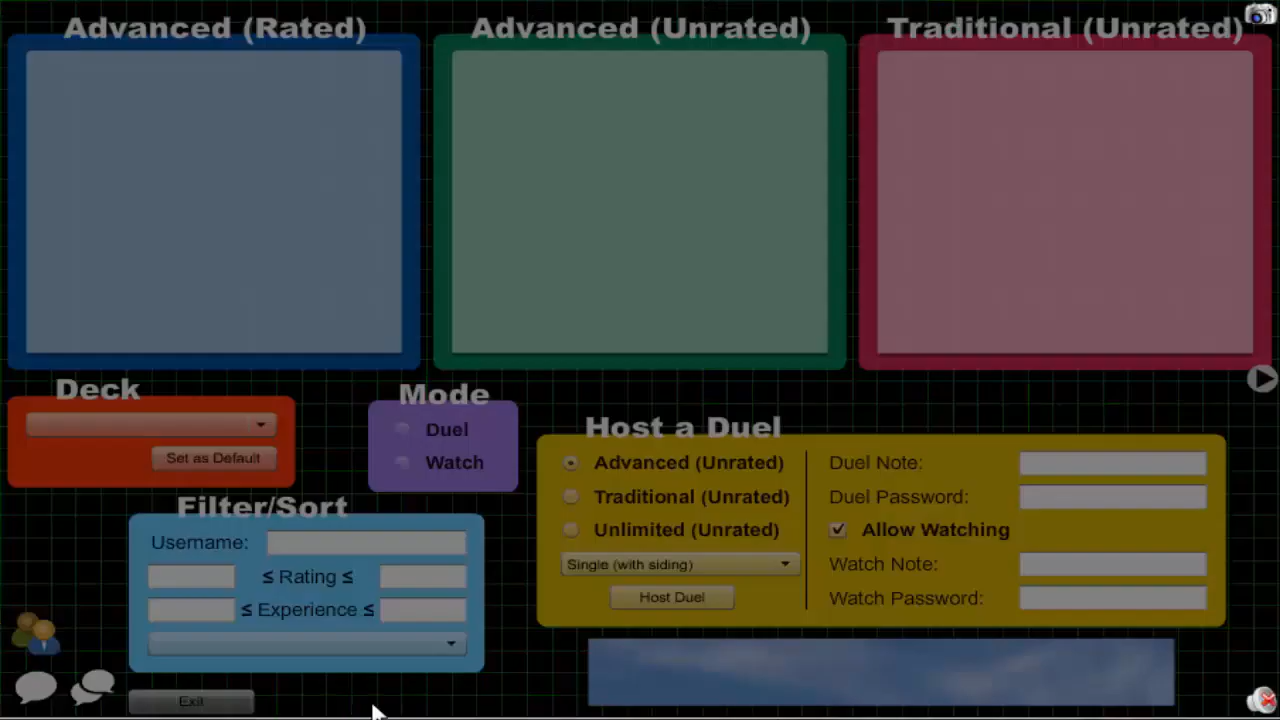 Advanced (Rated)
Advanced (Unrated)
Traditional (Unrated)
Deck
Set as Default
Mode
Duel
Watch
Filter/Sort
Username:
≤ Rating ≤
≤ Experience ≤
Exit
Host a Duel
Advanced (Unrated)
Traditional (Unrated)
Unlimited (Unrated)
Single (with siding)
Host Duel
Duel Note:
Duel Password:
Allow Watching
Watch Note:
Watch Password: